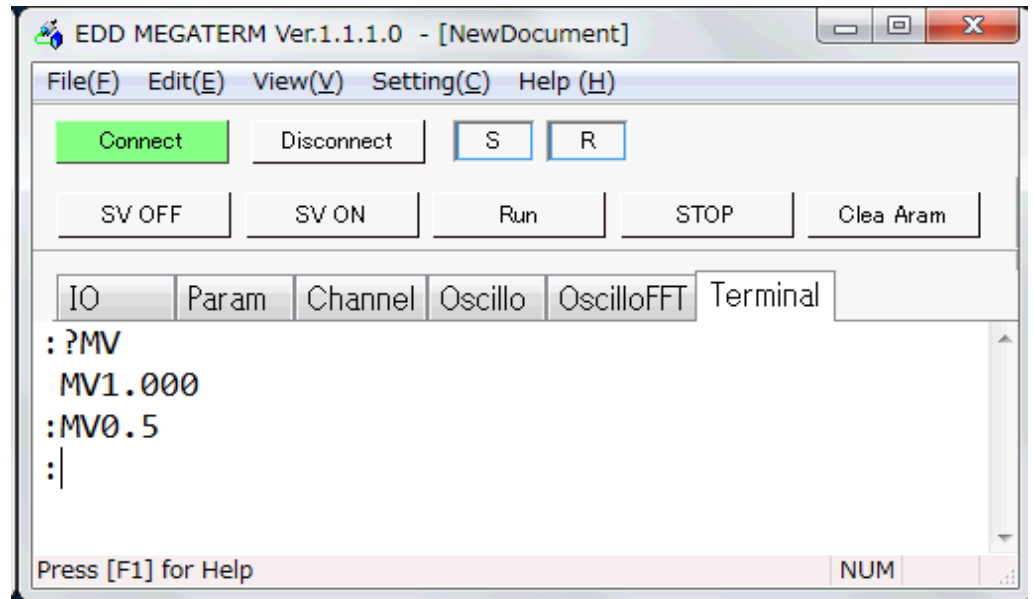 EDD MEGATERM Ver.1.1.1.0 - [NewDocument]
File(F) Edit(E) View(V) Setting(C) Help (H)
Connect Disconnect S R
SV OFF SV ON Run STOP Clea Aram
IO Param Channel Oscillo OscilloFFT Terminal
:?MV
MV1.000
:MV0.5
:
Press [F1] for Help NUM